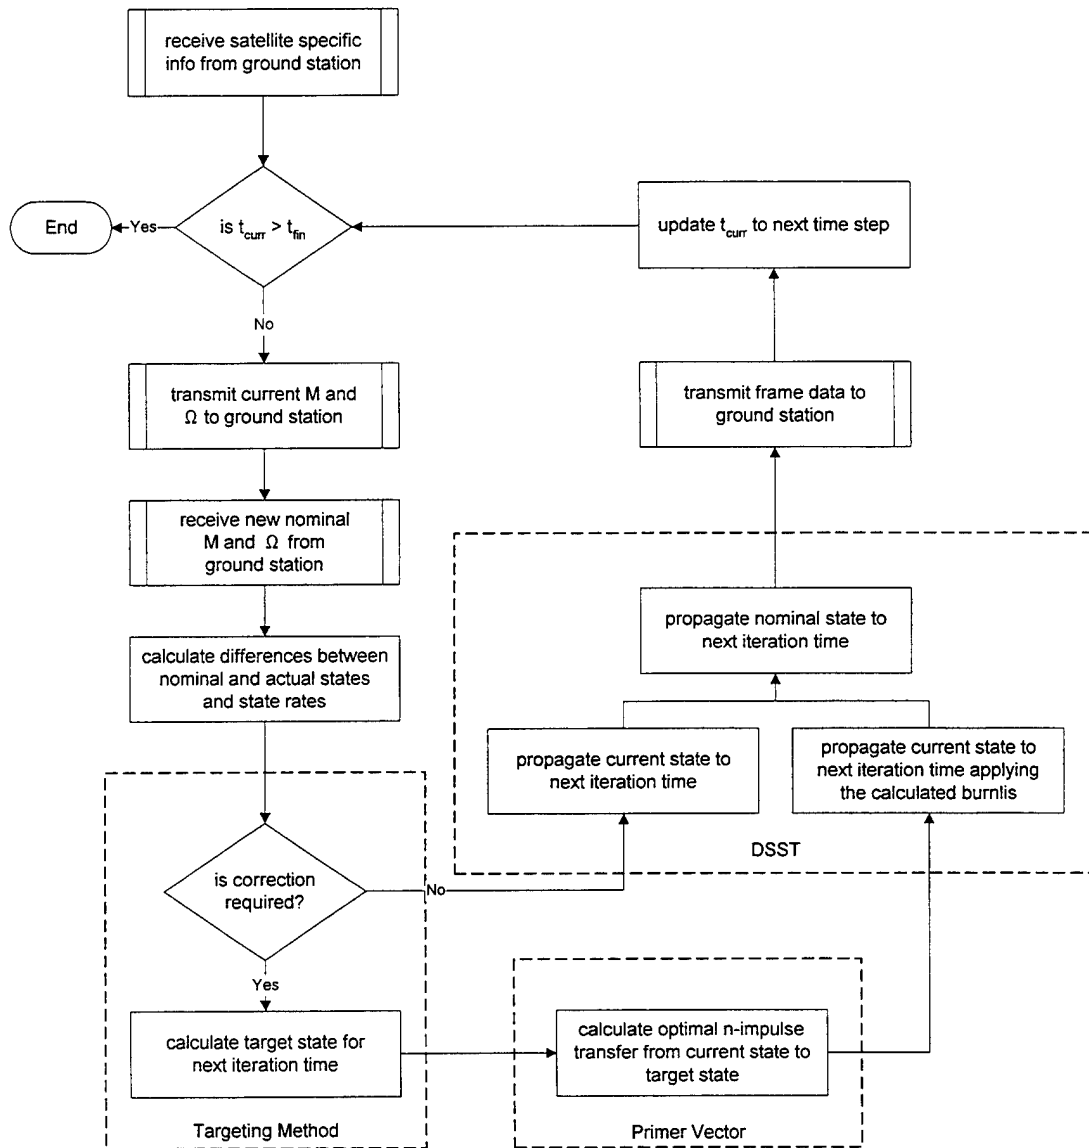 receive satellite specific
info from ground station
is t_curr > t_fin
Yes
End
No
transmit current M and
Ω to ground station
receive new nominal
M and Ω from
ground station
calculate differences between
nominal and actual states
and state rates
is correction
required?
No
Yes
calculate target state for
next iteration time
Targeting Method
calculate optimal n-impulse
transfer from current state to
target state
Primer Vector
propagate current state to
next iteration time
propagate current state to
next iteration time applying
the calculated burnlis
DSST
propagate nominal state to
next iteration time
transmit frame data to
ground station
update t_curr to next time step